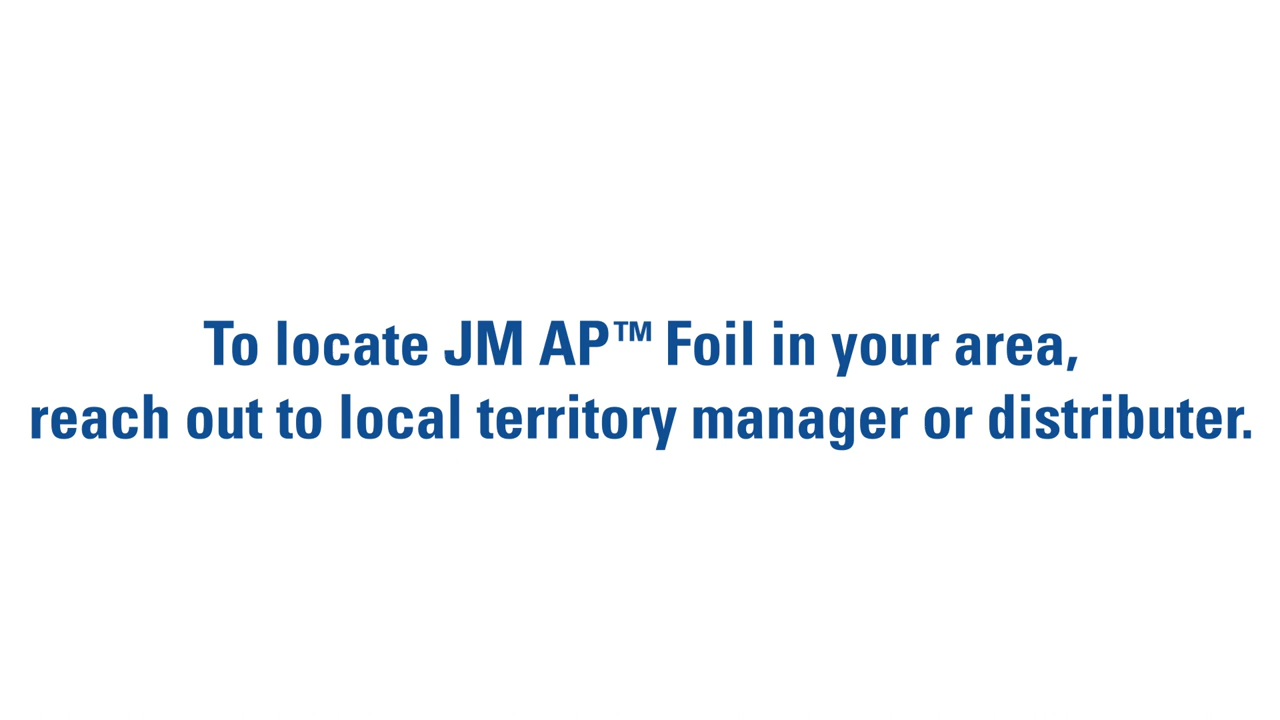 To locate JM AP™ Foil in your area,
reach out to local territory manager or distributer.